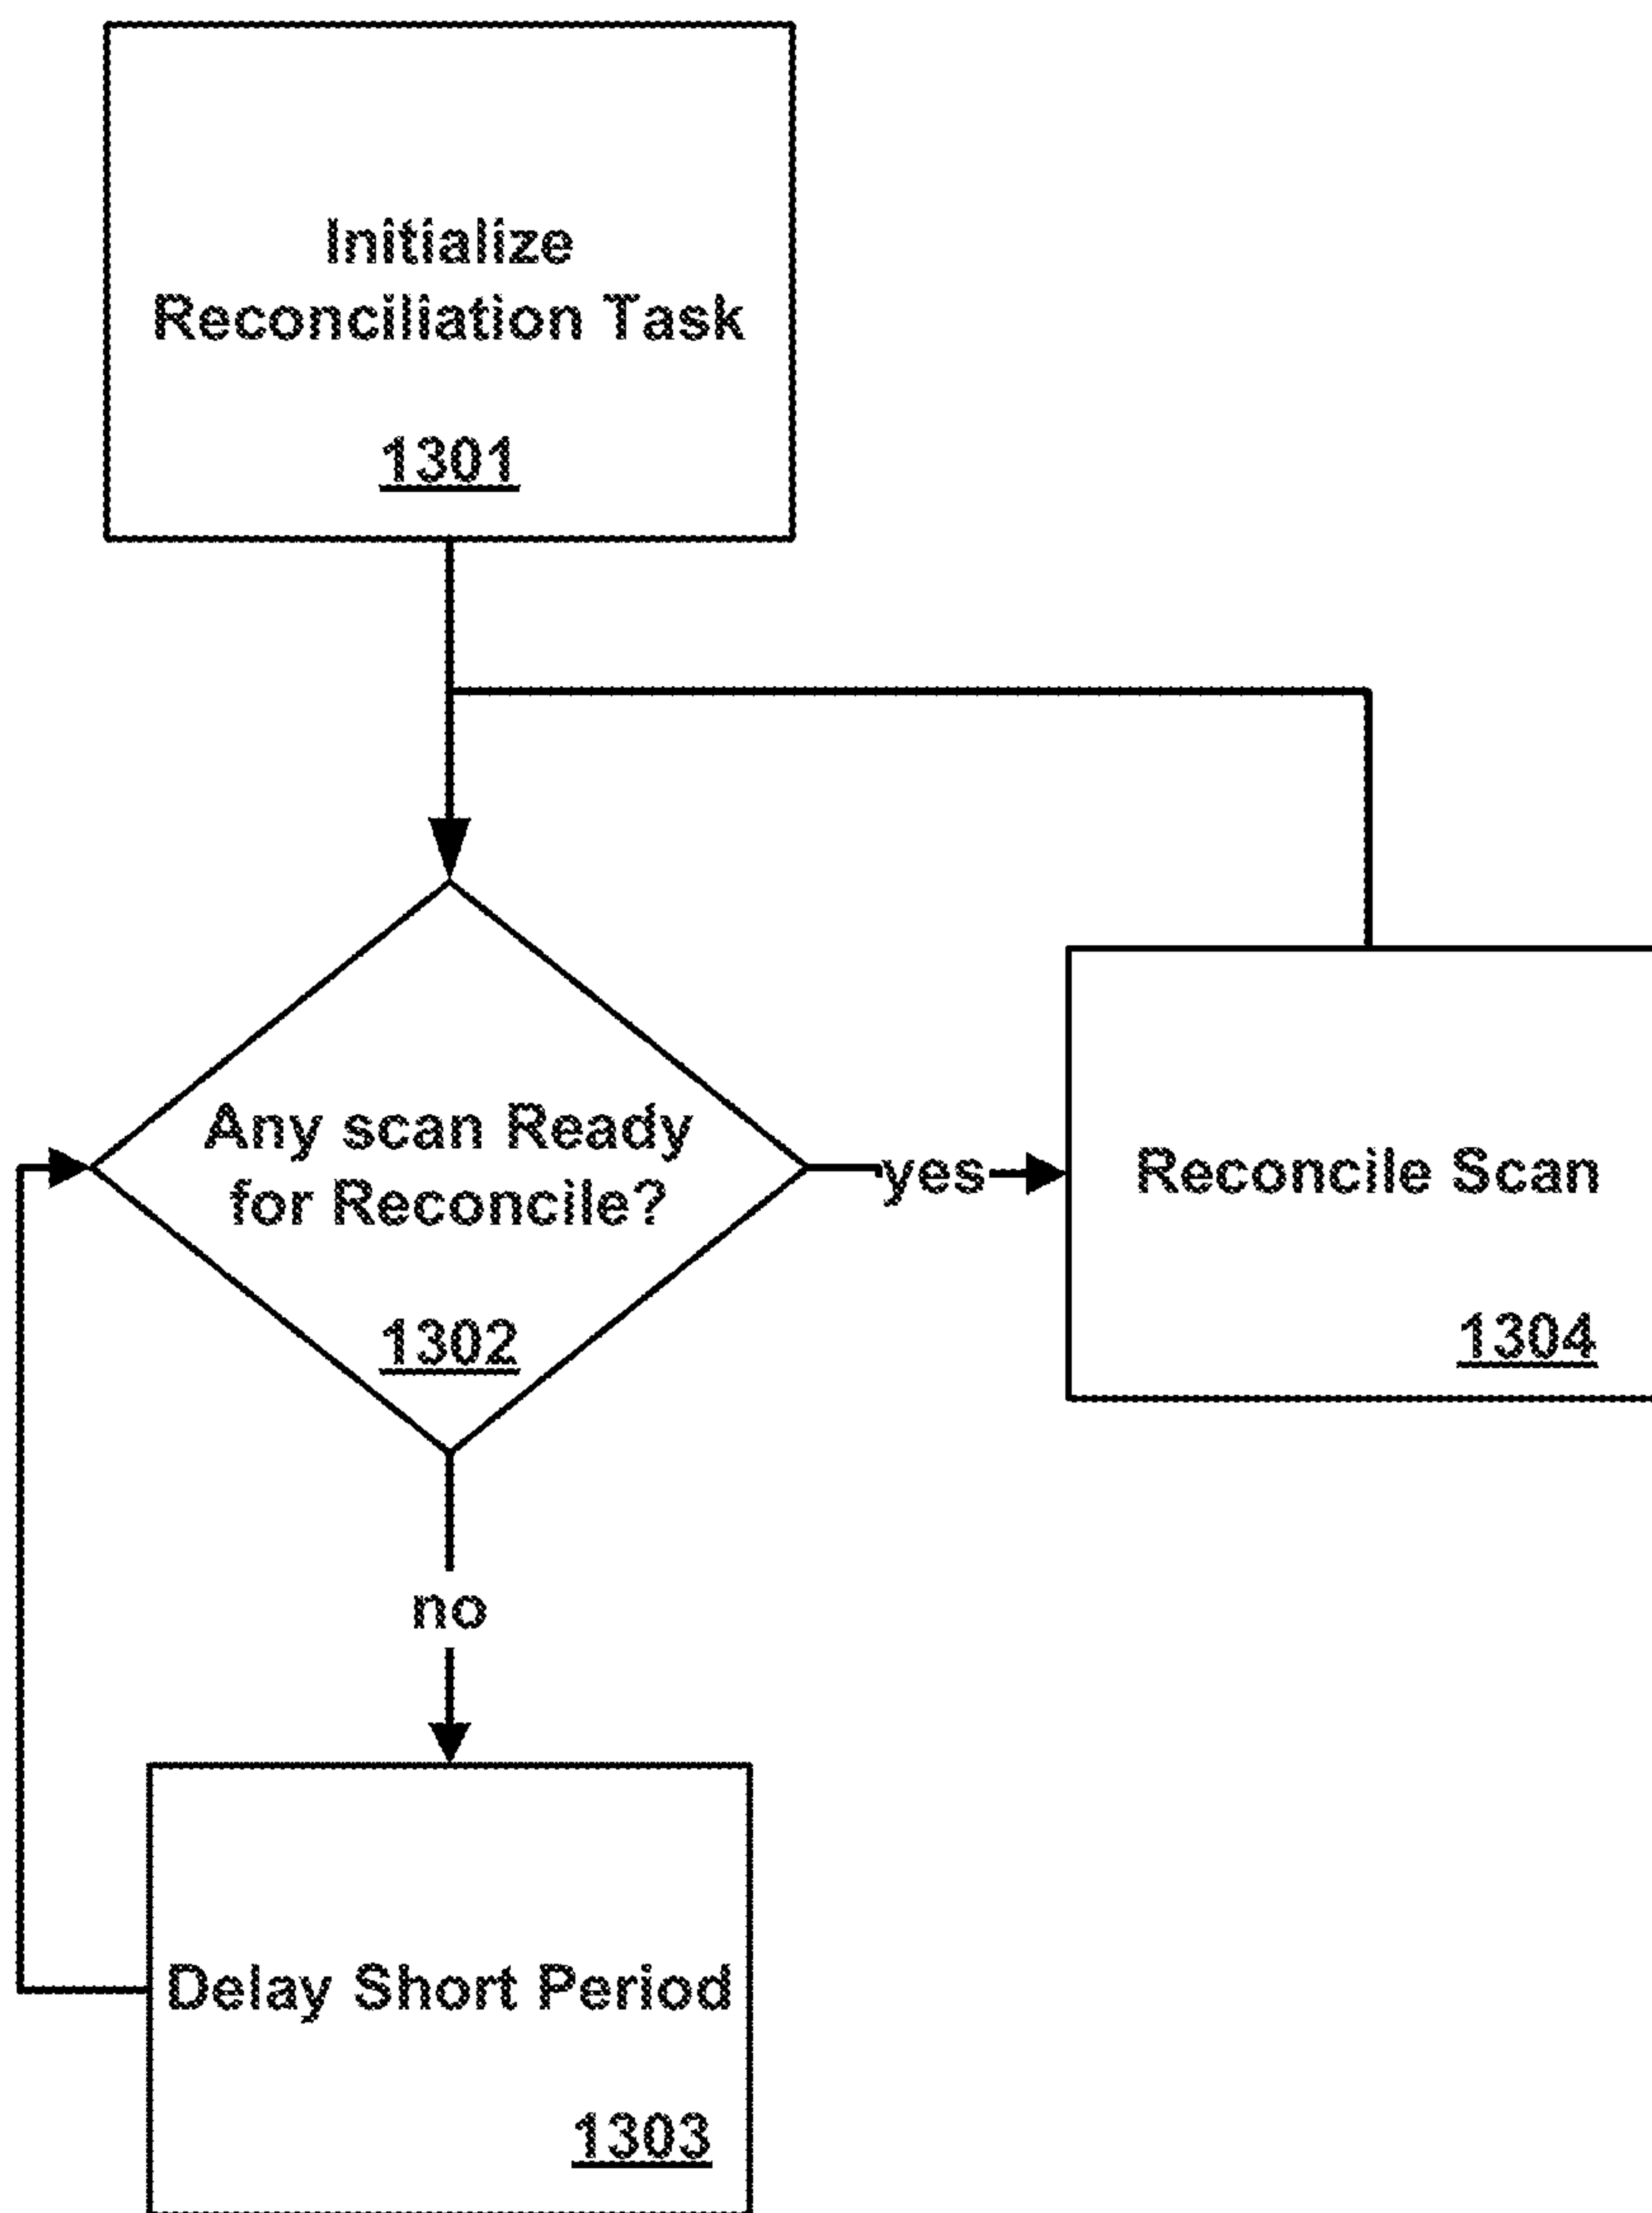 Initialize
Reconciliation Task
1301
Any scan Ready
for Reconcile?
1302
yes
Reconcile Scan
1304
no
Delay Short Period
1303